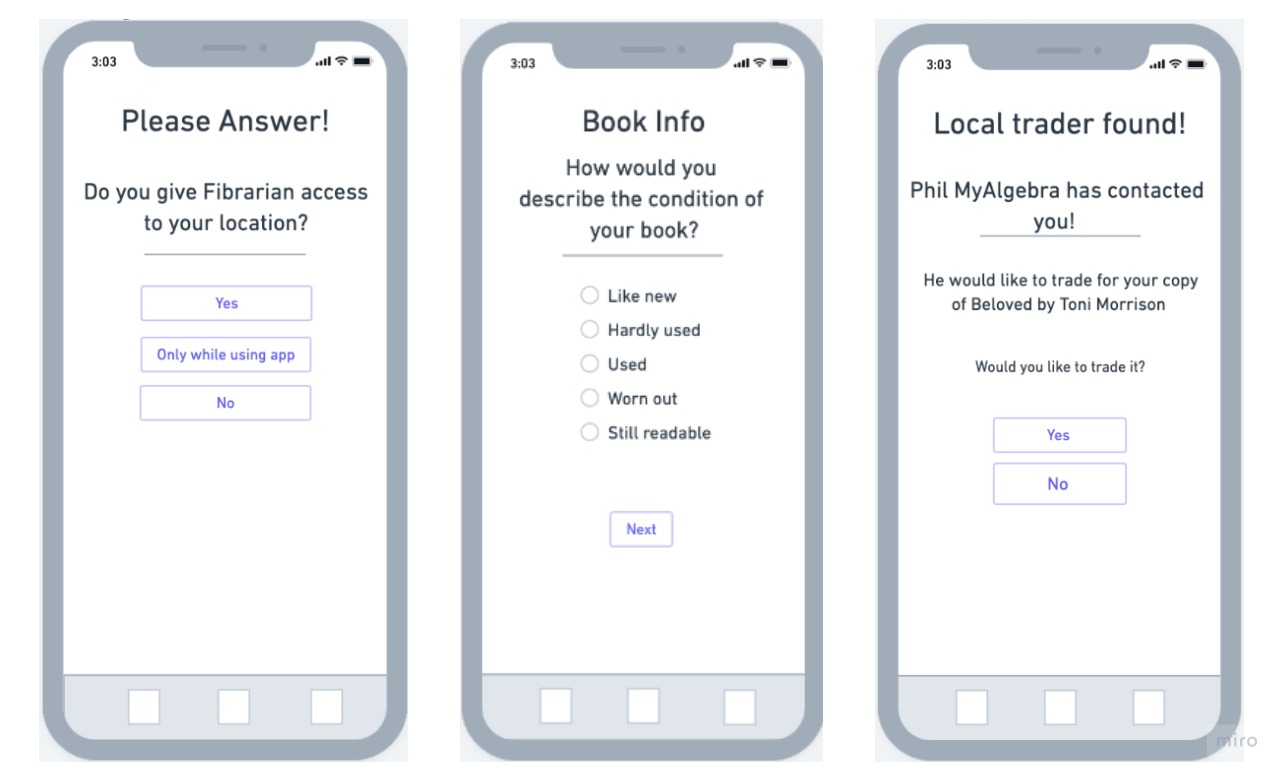 3:03
Please Answer!
Do you give Fibrarian access
to your location?
Yes
Only while using app
No
3:03
Book Info
How would you
describe the condition of
your book?
Like new
Hardly used
Used
Worn out
Still readable
Next
3:03
Local trader found!
Phil MyAlgebra has contacted
you!
He would like to trade for your copy
of Beloved by Toni Morrison
Would you like to trade it?
Yes
No
miro